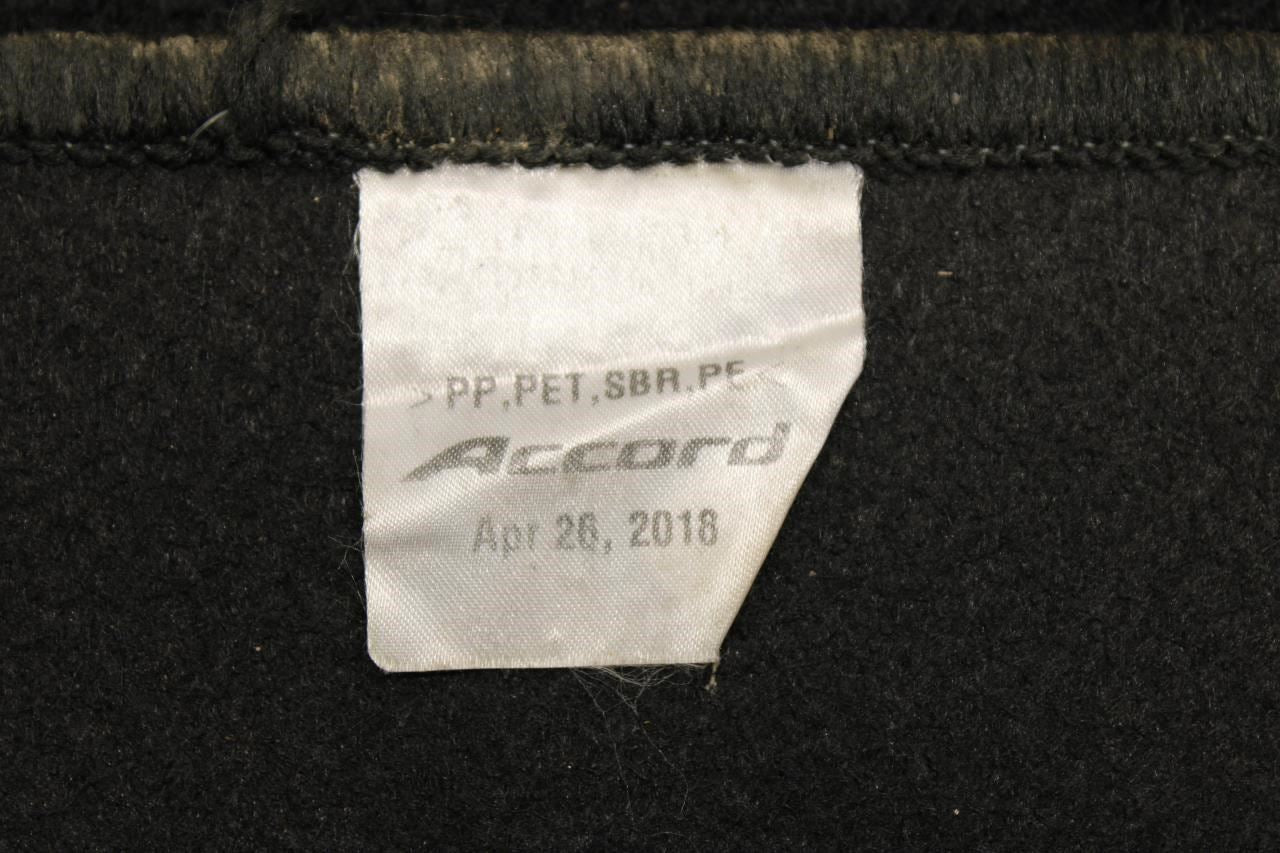 >PP,PET,SBR,PE
Accord
Apr 26, 2018